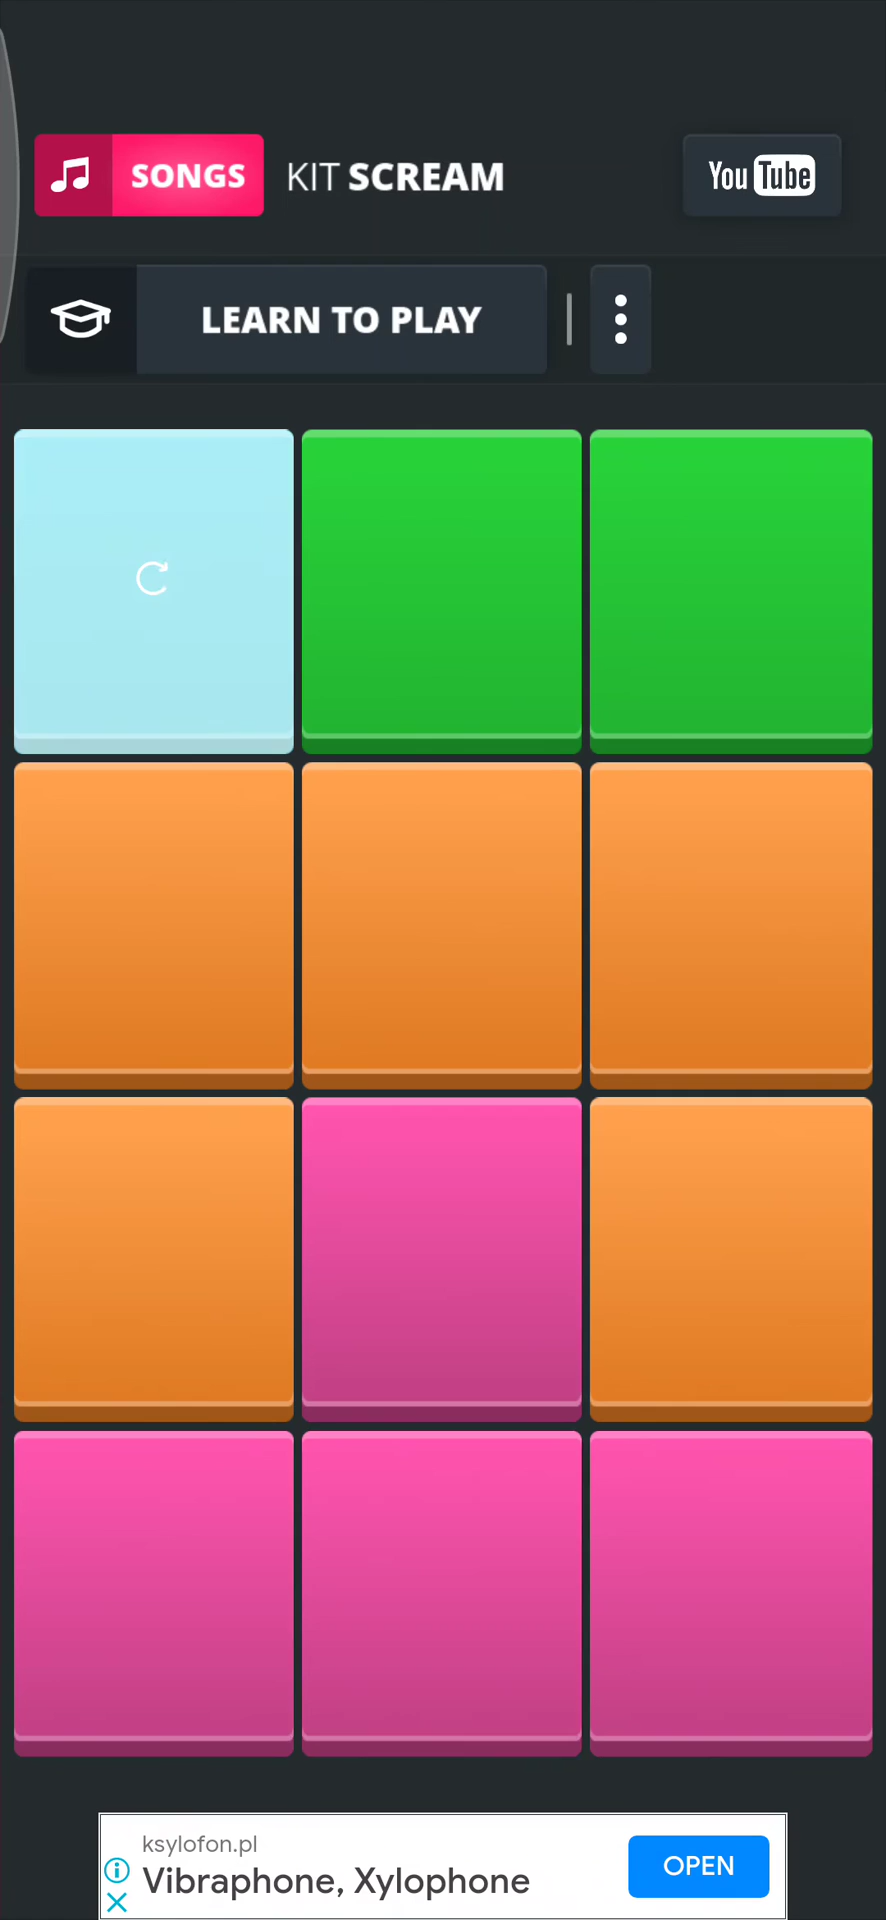 SONGS
KIT SCREAM
YouTube
LEARN TO PLAY
ksylofon.pl
Vibraphone, Xylophone
OPEN